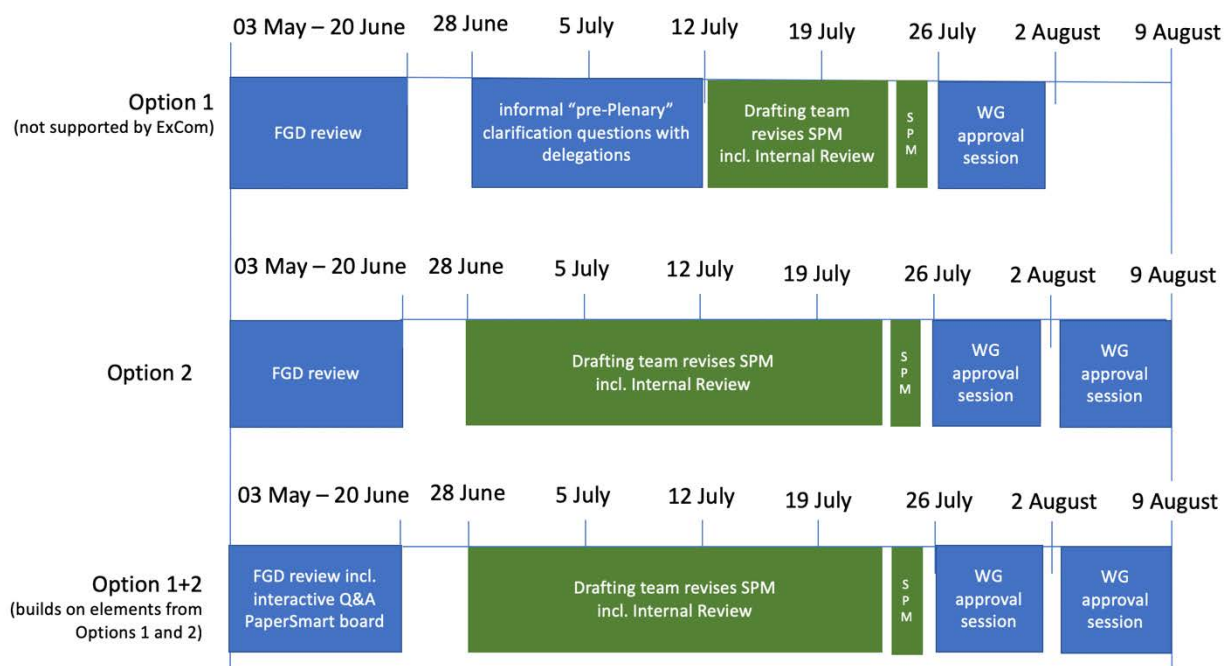 03 May – 20 June
28 June
5 July
12 July
19 July
26 July
2 August
9 August
Option 1
(not supported by ExCom)
FGD review
informal “pre-Plenary”
clarification questions with
delegations
Drafting team
revises SPM
incl. Internal Review
S
P
M
WG
approval
session
03 May – 20 June
28 June
5 July
12 July
19 July
26 July
2 August
9 August
Option 2
FGD review
Drafting team revises SPM
incl. Internal Review
S
P
M
WG
approval
session
WG
approval
session
03 May – 20 June
28 June
5 July
12 July
19 July
26 July
2 August
9 August
Option 1+2
(builds on elements from
Options 1 and 2)
FGD review incl.
interactive Q&A
PaperSmart board
Drafting team revises SPM
incl. Internal Review
S
P
M
WG
approval
session
WG
approval
session